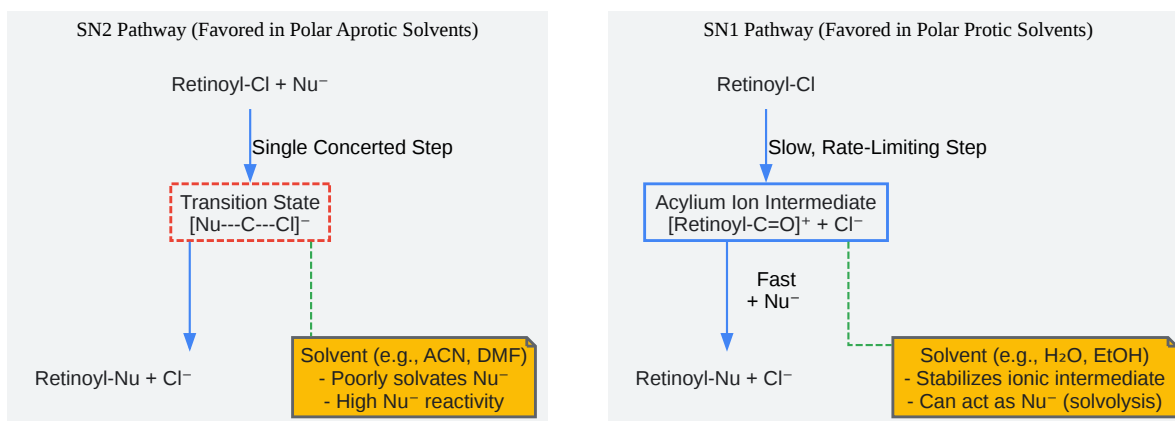 SN2 Pathway (Favored in Polar Aprotic Solvents)
Retinoyl-Cl + Nu⁻
Single Concerted Step
Transition State
[Nu---C---Cl]⁻
Solvent (e.g., ACN, DMF)
- Poorly solvates Nu⁻
- High Nu⁻ reactivity
Retinoyl-Nu + Cl⁻
SN1 Pathway (Favored in Polar Protic Solvents)
Retinoyl-Cl
Slow, Rate-Limiting Step
Acylium Ion Intermediate
[Retinoyl-C=O]⁺ + Cl⁻
Fast
+ Nu⁻
Solvent (e.g., H₂O, EtOH)
- Stabilizes ionic intermediate
- Can act as Nu⁻ (solvolysis)
Retinoyl-Nu + Cl⁻